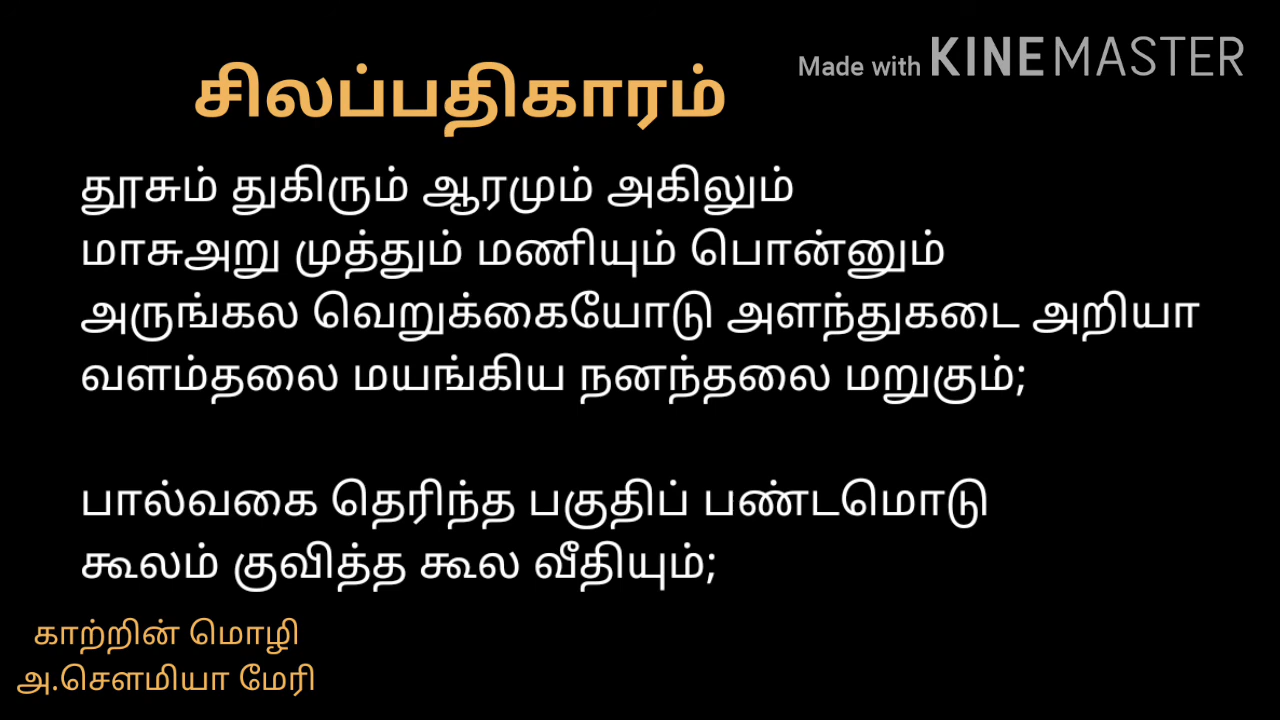 Made with KINEMASTER
சிலப்பதிகாரம்
தூசும் துகிரும் ஆரமும் அகிலும்
மாசுஅறு முத்தும் மணியும் பொன்னும்
அருங்கல வெறுக்கையோடு அளந்துகடை அறியா
வளம்தலை மயங்கிய நனந்தலை மறுகும்;
பால்வகை தெரிந்த பகுதிப் பண்டமொடு
கூலம் குவித்த கூல வீதியும்;
காற்றின் மொழி
அ.சௌமியா மேரி